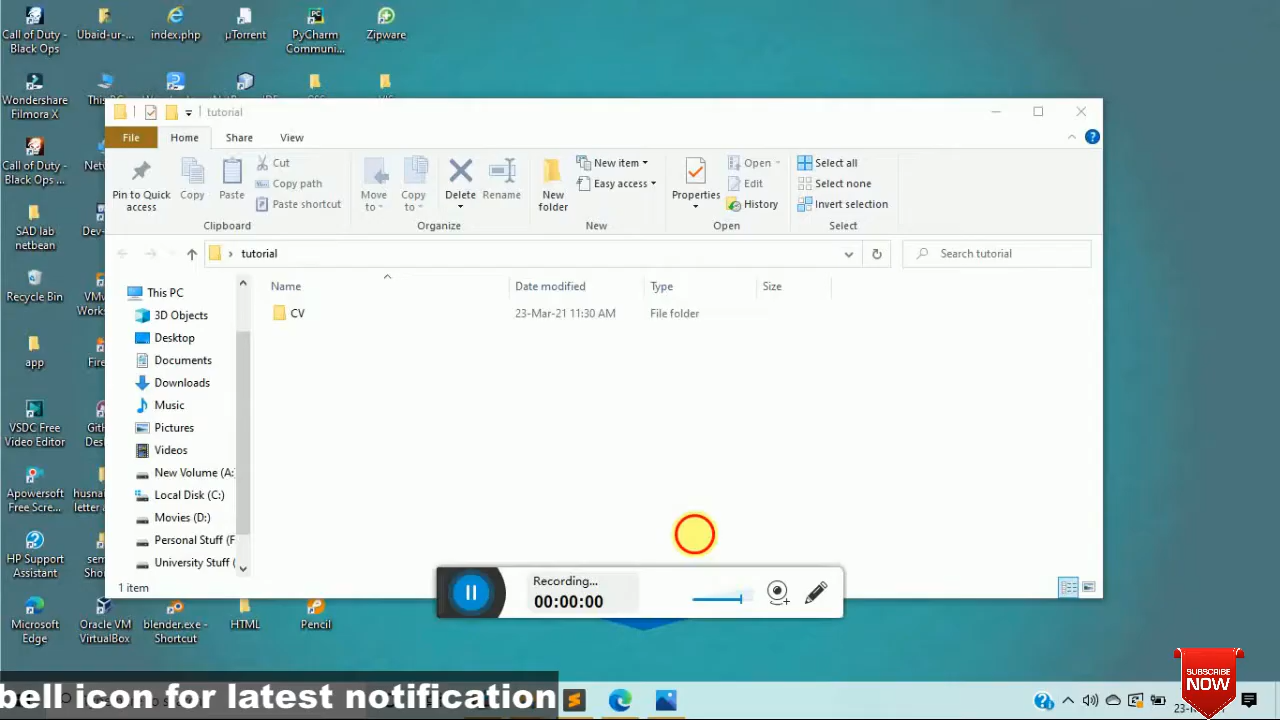 Call of Duty - Black Ops
Ubaid-ur-...
index.php
µTorrent
PyCharm Communi...
Zipware
Wondershare Filmora X
This PC
Call of Duty - Black Ops ...
SAD lab netbean
Recycle Bin
app
VSDC Free Video Editor
Apowersoft Free Scre...
HP Support Assistant
Microsoft Edge
Oracle VM VirtualBox
blender.exe - Shortcut
HTML
Pencil
tutorial
File
Home
Share
View
Pin to Quick access
Copy
Paste
Cut
Copy path
Paste shortcut
Clipboard
Move to
Copy to
Delete
Rename
Organize
New folder
New item
Easy access
New
Properties
Open
Edit
History
Open
Select all
Select none
Invert selection
Select
tutorial
Search tutorial
Name
Date modified
Type
Size
CV
23-Mar-21 11:30 AM
File folder
This PC
3D Objects
Desktop
Documents
Downloads
Music
Pictures
Videos
New Volume (A:
Local Disk (C:)
Movies (D:)
Personal Stuff (F
University Stuff (
1 item
Recording...
00:00:00
bell icon for latest notification
SUBSCRIBE
NOW